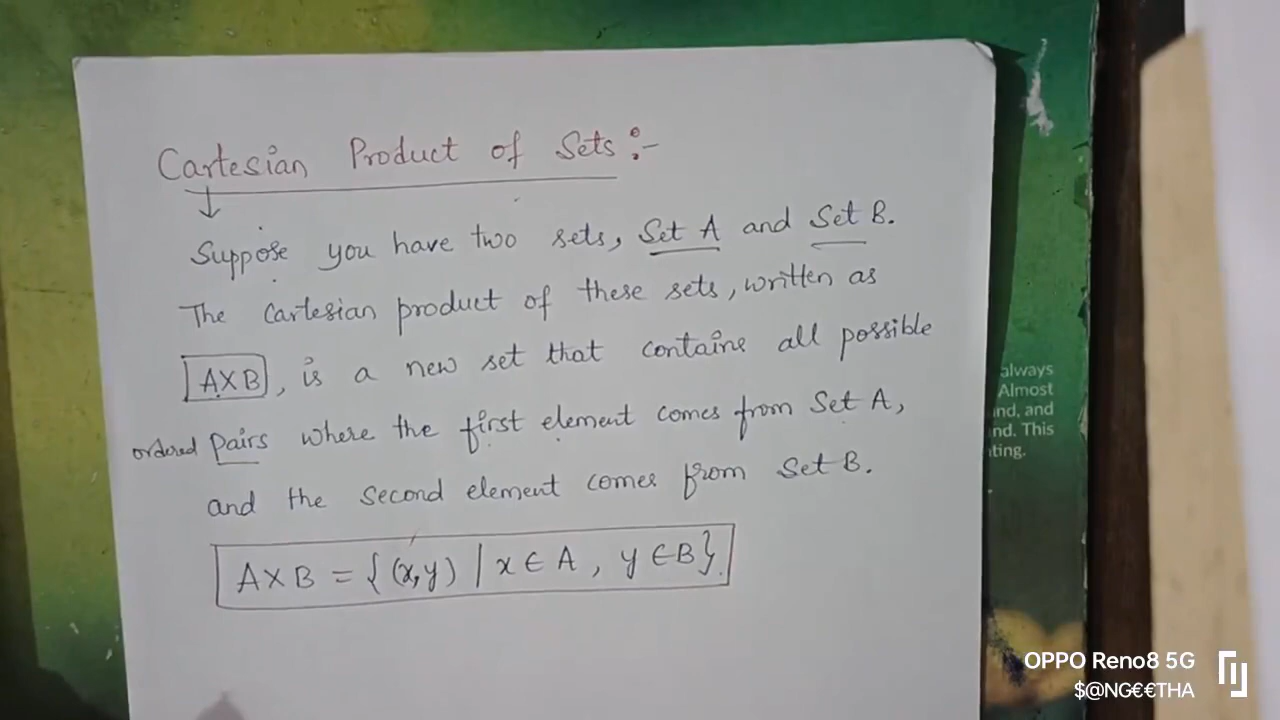 Cartesian Product of Sets :-
Suppose you have two sets, Set A and Set B.
The Cartesian product of these sets, written as
A×B, is a new set that contains all possible
ordered pairs where the first element comes from Set A,
and the second element comes from Set B.
A×B = {(x,y) | x ∈ A, y ∈ B}.
always
Almost
nd, and
nd. This
ting.
OPPO Reno8 5G
$@NG€€THA